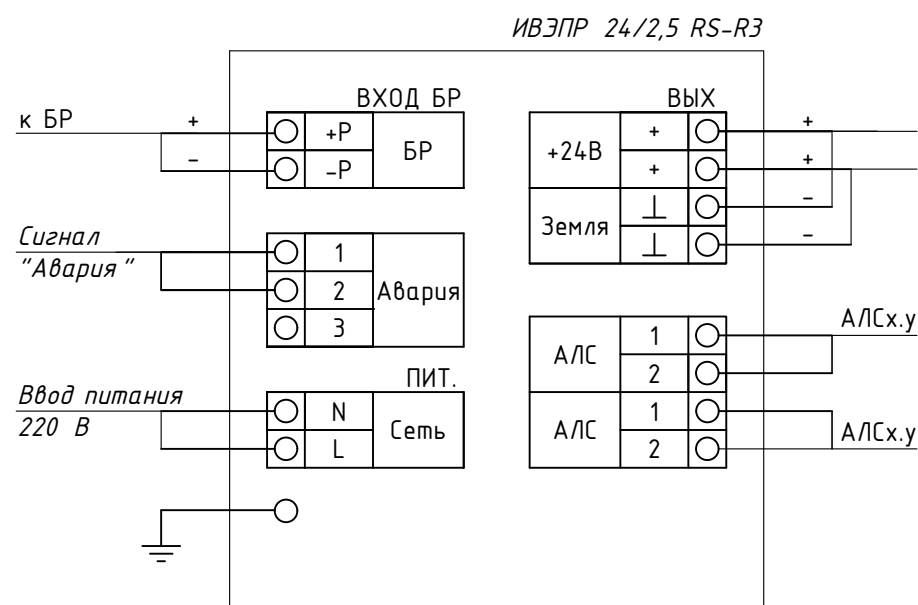 ИВЭПР 24/2,5 RS-R3
ВХОД БР
к БР
+
-
+P
-P
БР
Сигнал
"Авария"
1
2
3
Авария
ПИТ.
Ввод питания
220 В
N
L
Сеть
ВЫХ
+24В
+
+
Земля
⊥
⊥
+
+
-
-
АЛС
1
2
АЛСх.у
АЛС
1
2
АЛСх.у